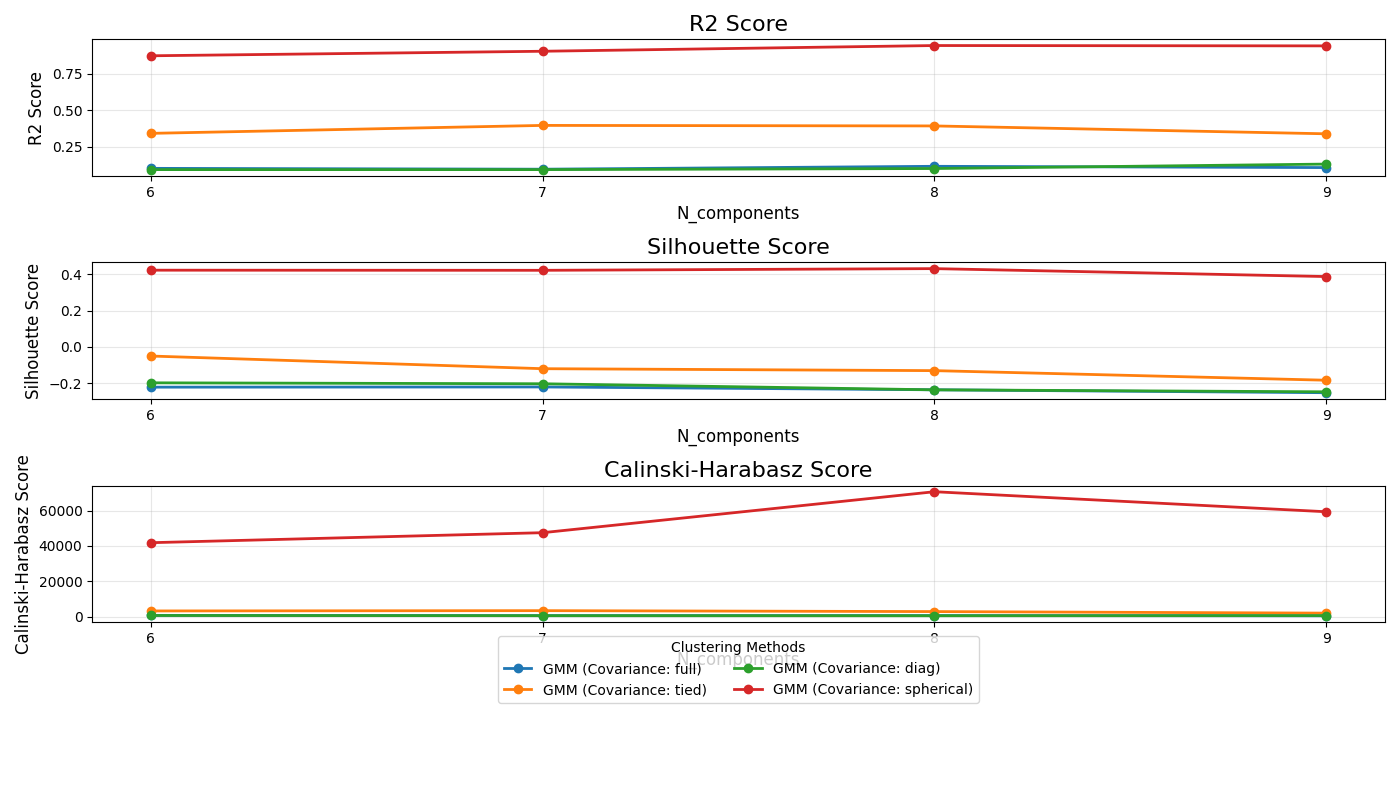 R2 Score
R2 Score
0.75
0.50
0.25
6 7 8 9
N_components
Silhouette Score
Silhouette Score
0.4
0.2
0.0
−0.2
6 7 8 9
N_components
Calinski-Harabasz Score
Calinski-Harabasz Score
60000
40000
20000
0
6 7 8 9
N_components
Clustering Methods
GMM (Covariance: full)
GMM (Covariance: tied)
GMM (Covariance: diag)
GMM (Covariance: spherical)